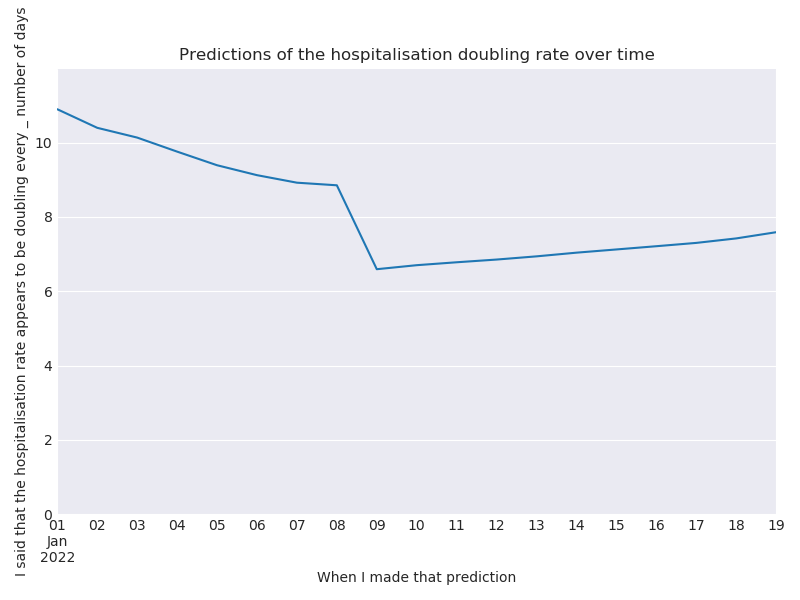 Predictions of the hospitalisation doubling rate over time
I said that the hospitalisation rate appears to be doubling every _ number of days
10
8
6
4
2
0
01 02 03 04 05 06 07 08 09 10 11 12 13 14 15 16 17 18 19
Jan
2022
When I made that prediction